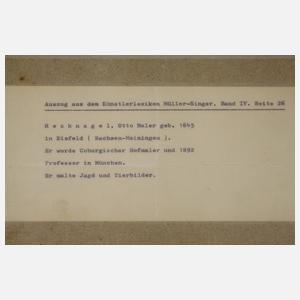 Auszug aus dem Künstlerlexikon Müller-Singer, Band IV. Seite 26
R e c h n a g e l, Otto Maler geb. 1845
in Eisfeld ( Sachsen-Meiningen ).
Er wurde Coburgischer Hofmaler und 1892
Professor in München.
Er malte Jagd und Tierbilder.